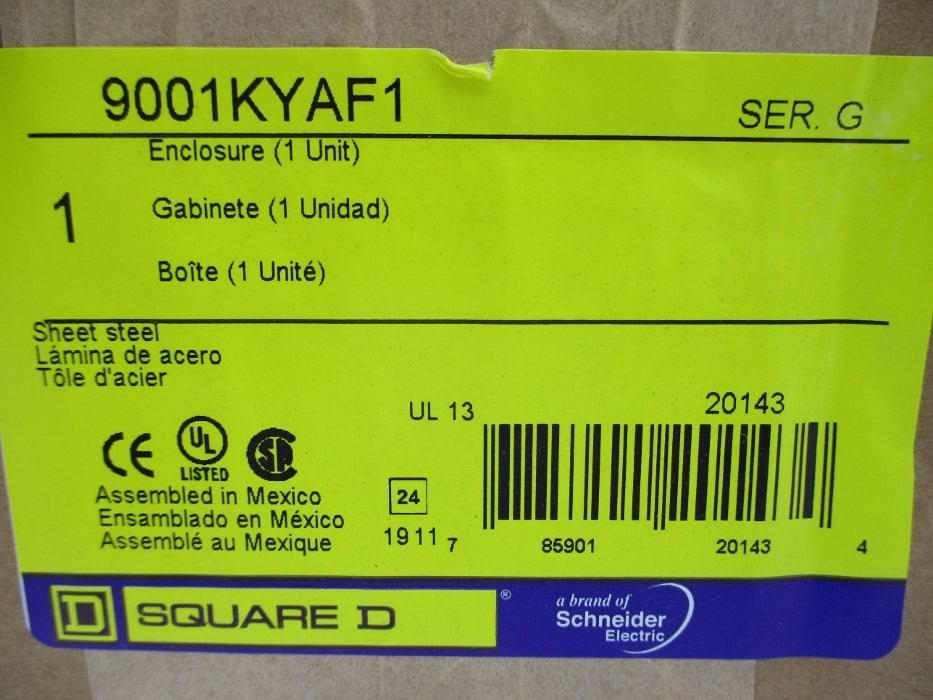 9001KYAF1
SER. G
Enclosure (1 Unit)
1
Gabinete (1 Unidad)
Boîte (1 Unité)
Sheet steel
Lámina de acero
Tôle d'acier
UL 13
20143
CE
UL
LISTED
SA
Assembled in Mexico
Ensamblado en México
Assemblé au Mexique
24
1911
7 85901 20143 4
D
SQUARE D ®
a brand of
Schneider
Electric